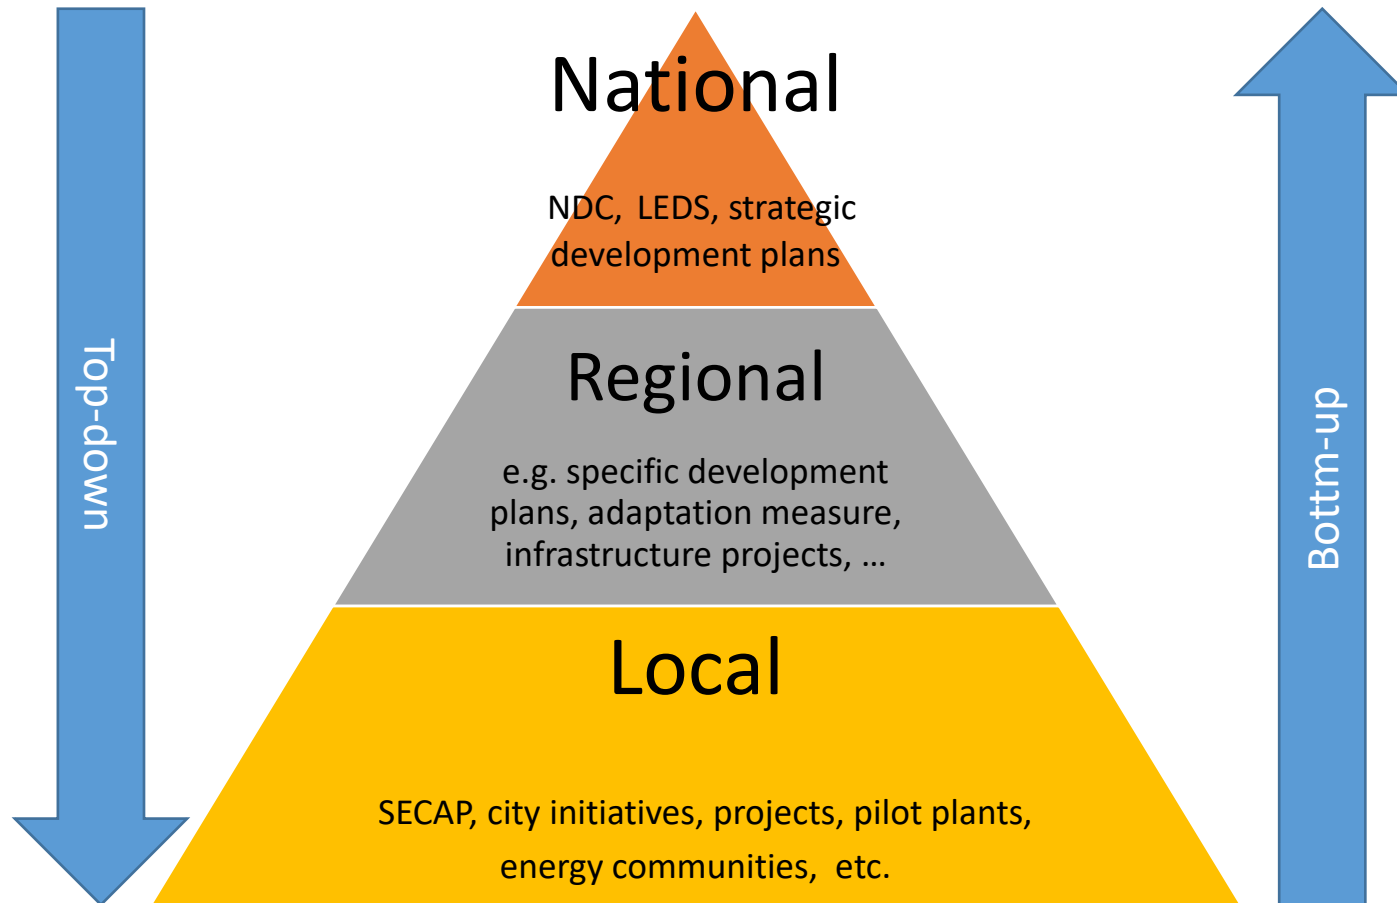 National
NDC, LEDS, strategic
development plans
Top-down
Regional
e.g. specific development
plans, adaptation measure,
infrastructure projects, ...
Bottm-up
Local
SECAP, city initiatives, projects, pilot plants,
energy communities, etc.